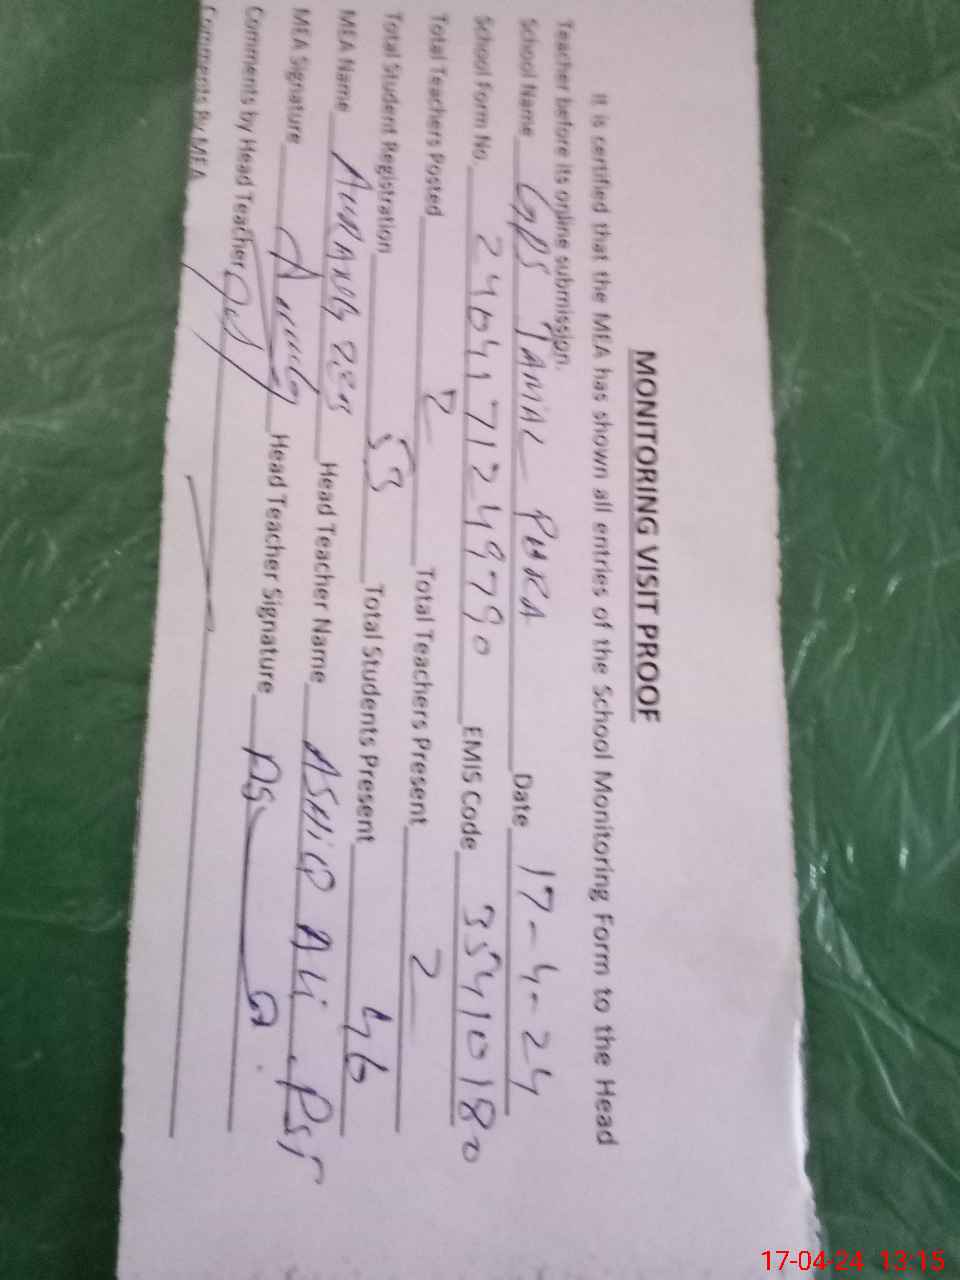 MONITORING VISIT PROOF
It is certified that the MEA has shown all entries of the School Monitoring Form to the Head
Teacher before its online submission.
School Name GPS JAMAL PURA Date 17-4-24
School Form No. 2404171249790 EMIS Code 35410180
Total Teachers Posted 2 Total Teachers Present 2
Total Student Registration 53 Total Students Present 46
MEA Name AURANGZEB Head Teacher Name ASHIQ ALI PST
MEA Signature Head Teacher Signature
Comments by Head Teacher
Comments By MEA
17-04-24 13:15